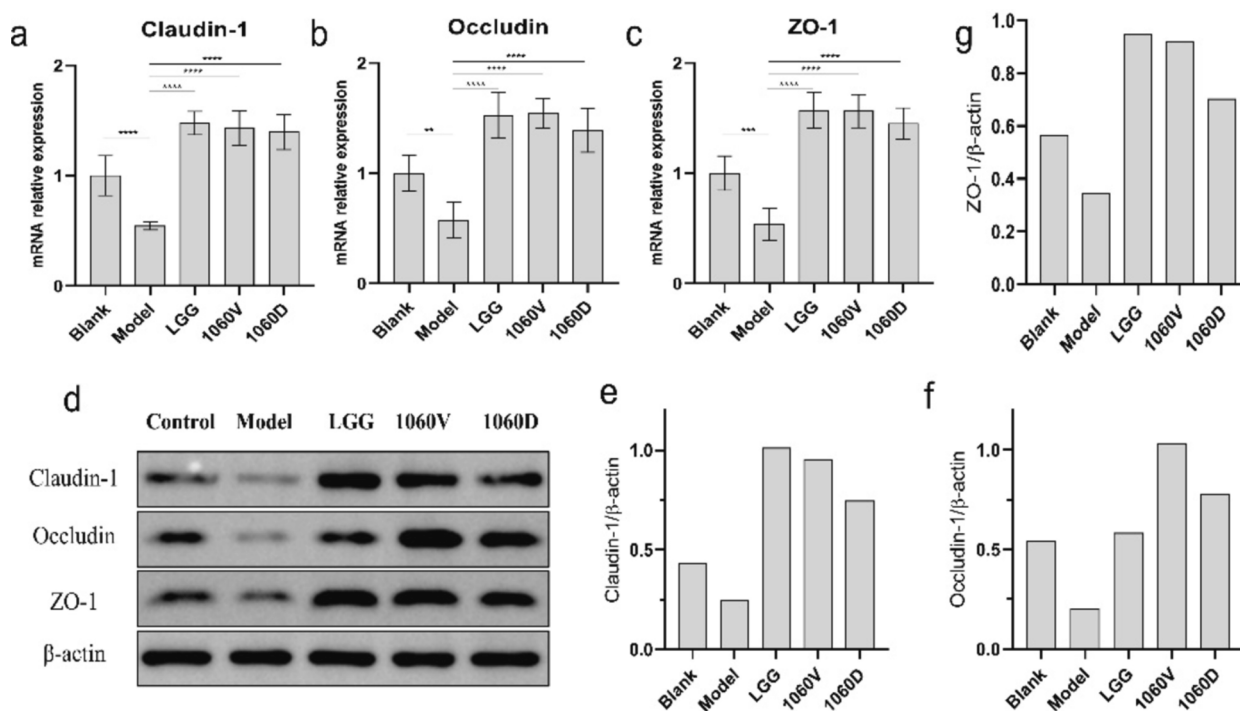 a
Claudin-1
****
****
****
mRNA relative expression
2
1
0
Blank
Model
LGG
1060V
1060D
b
Occludin
****
****
**
mRNA relative expression
2
1
0
Blank
Model
LGG
1060V
1060D
c
ZO-1
****
****
***
mRNA relative expression
2
1
0
Blank
Model
LGG
1060V
1060D
g
ZO-1/β-actin
1.0
0.8
0.6
0.4
0.2
0.0
Blank
Model
LGG
1060V
1060D
d
Control Model LGG 1060V 1060D
Claudin-1
Occludin
ZO-1
β-actin
e
Claudin-1/β-actin
1.0
0.5
0.0
Blank
Model
LGG
1060V
1060D
f
Occludin-1/β-actin
1.0
0.5
0.0
Blank
Model
LGG
1060V
1060D